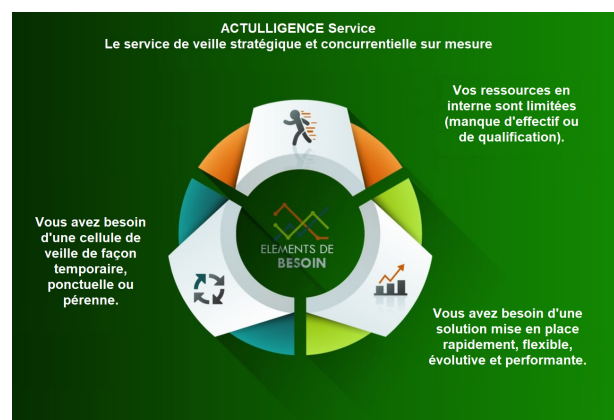 ACTULLIGENCE Service
Le service de veille stratégique et concurrentielle sur mesure
Vos ressources en
interne sont limitées
(manque d'effectif ou
de qualification).
ELEMENTS DE
BESOIN
Vous avez besoin
d'une cellule de
veille de façon
temporaire,
ponctuelle ou
pérenne.
Vous avez besoin d'une
solution mise en place
rapidement, flexible,
évolutive et performante.